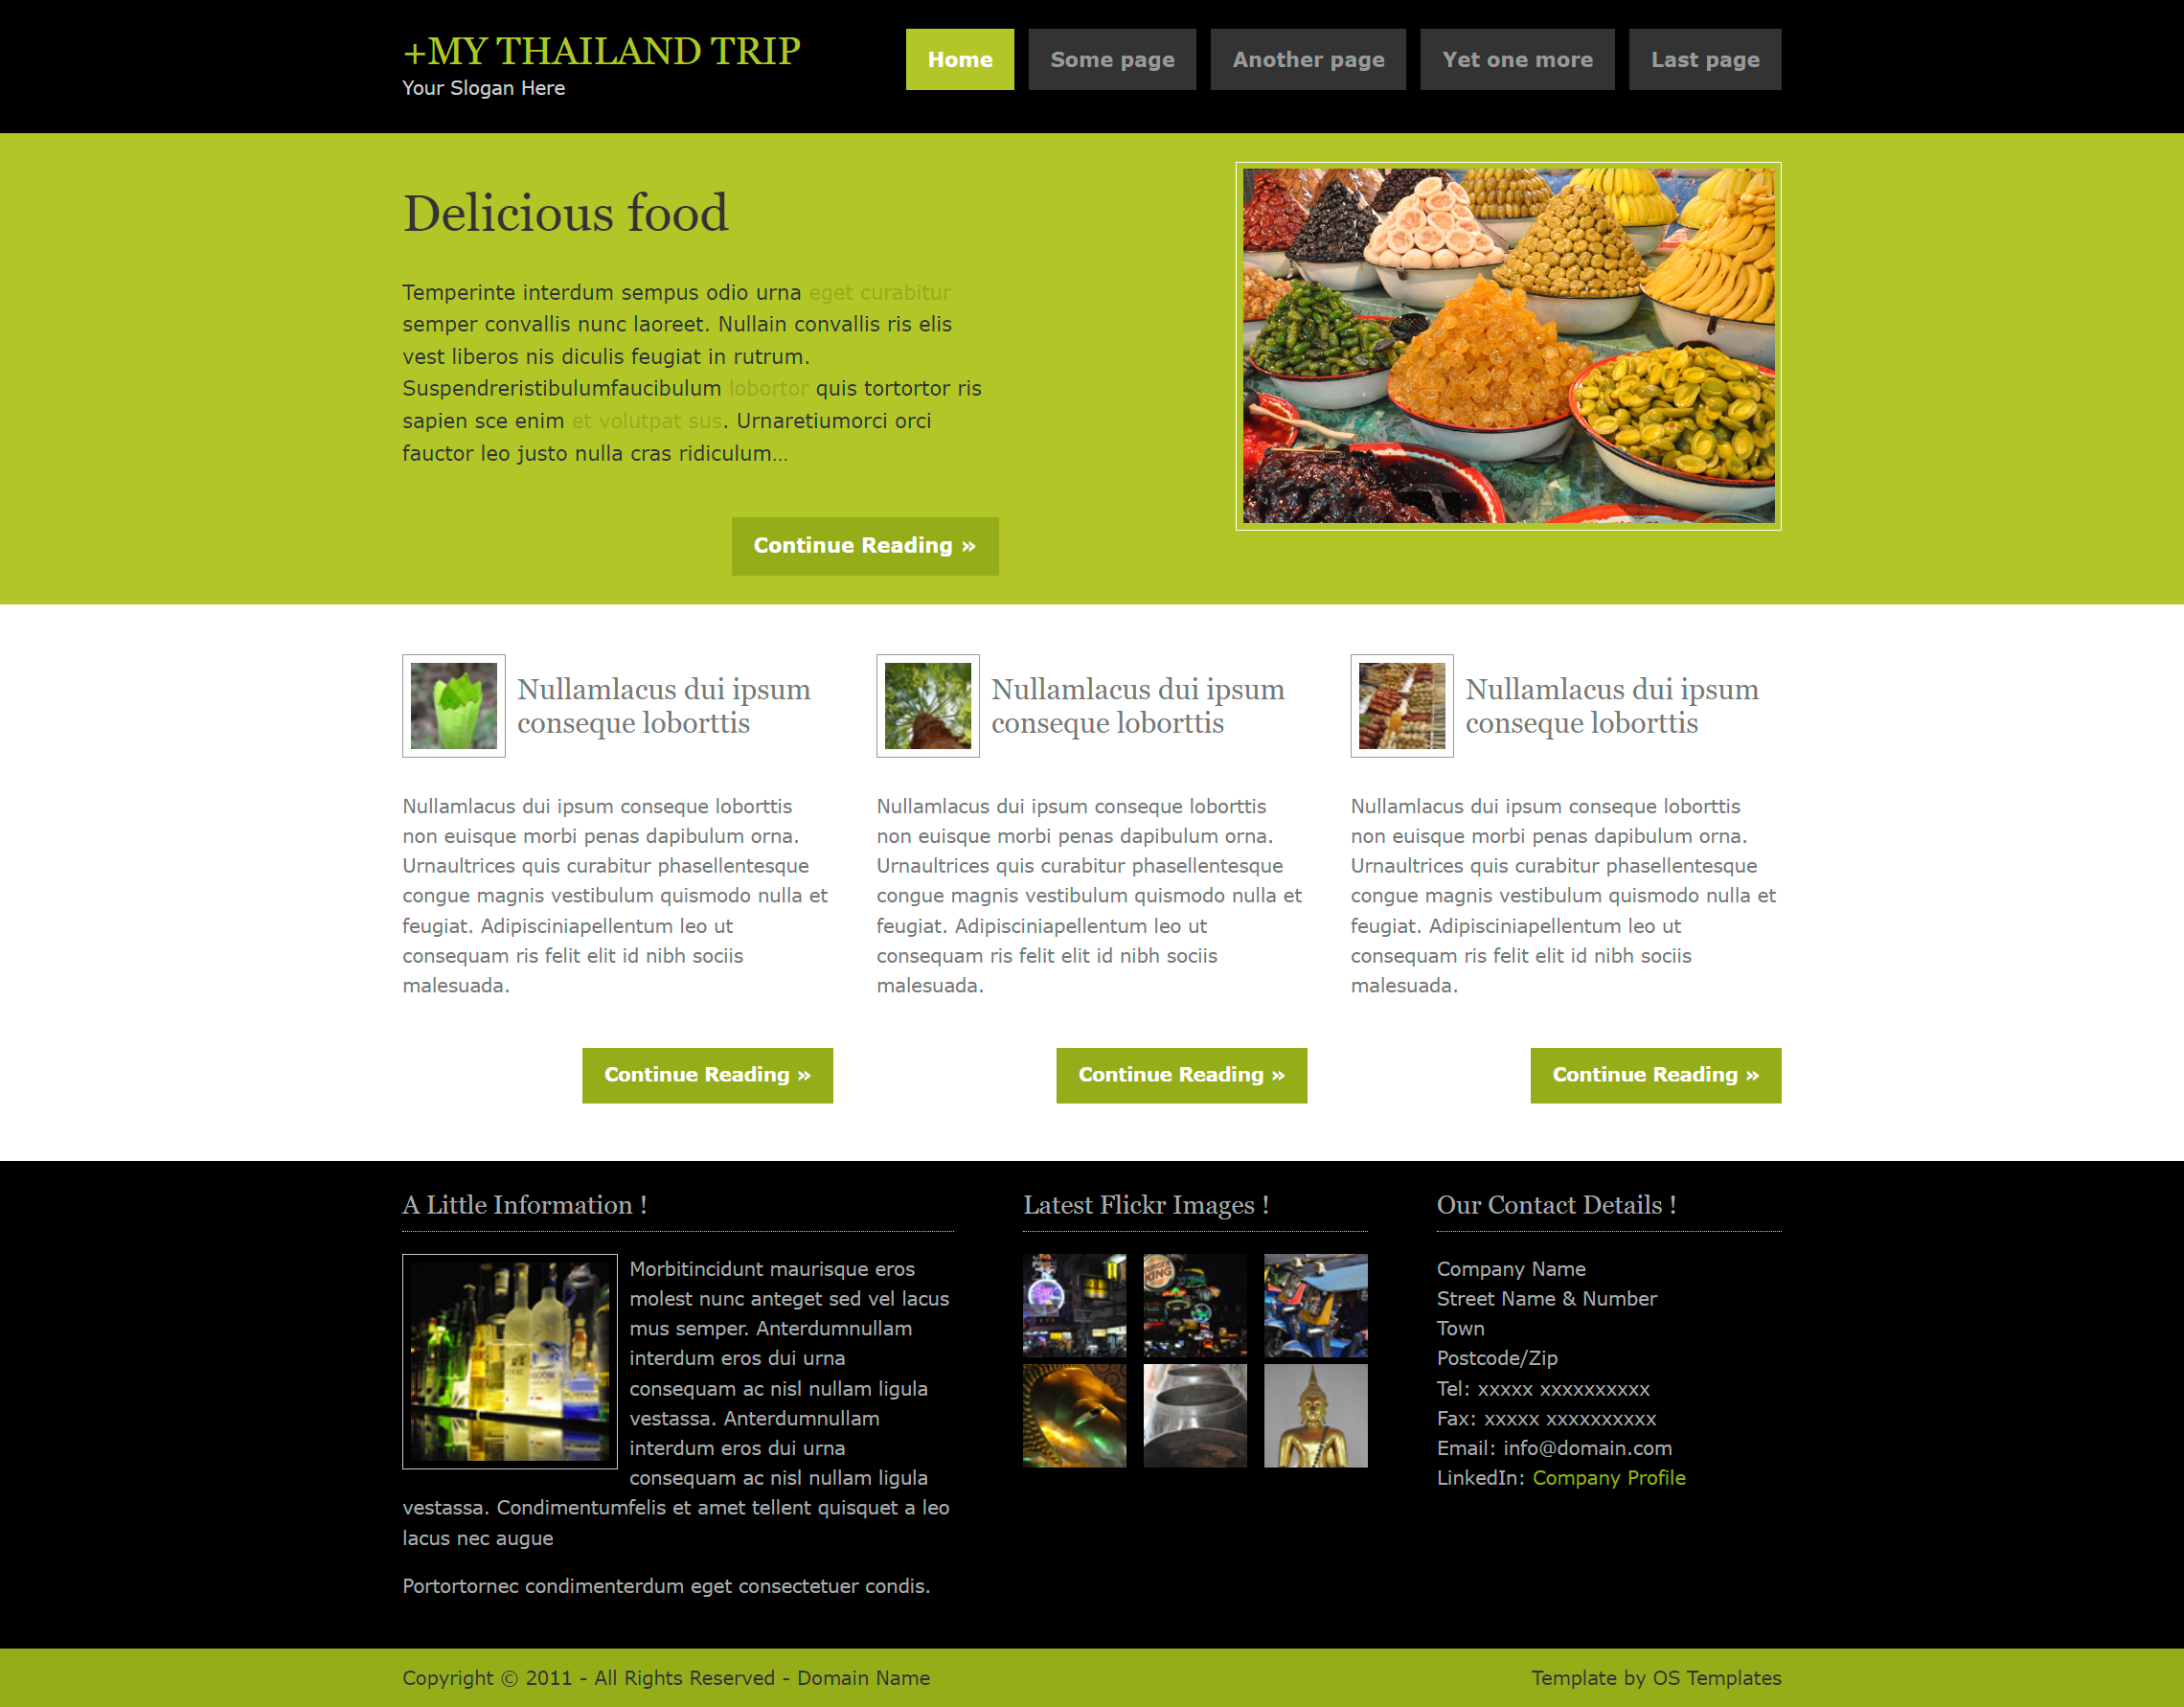 +MY THAILAND TRIP
Your Slogan Here
Home
Some page
Another page
Yet one more
Last page
Delicious food
Temperinte interdum sempus odio urna eget curabitur
semper convallis nunc laoreet. Nullain convallis ris elis
vest liberos nis diculis feugiat in rutrum.
Suspendreristibulumfaucibulum lobortor quis tortortor ris
sapien sce enim et volutpat sus. Urnaretiumorci orci
fauctor leo justo nulla cras ridiculum…
Continue Reading »
Nullamlacus dui ipsum
conseque loborttis
Nullamlacus dui ipsum conseque loborttis
non euisque morbi penas dapibulum orna.
Urnaultrices quis curabitur phasellentesque
congue magnis vestibulum quismodo nulla et
feugiat. Adipisciniapellentum leo ut
consequam ris felit elit id nibh sociis
malesuada.
Continue Reading »
Nullamlacus dui ipsum
conseque loborttis
Nullamlacus dui ipsum conseque loborttis
non euisque morbi penas dapibulum orna.
Urnaultrices quis curabitur phasellentesque
congue magnis vestibulum quismodo nulla et
feugiat. Adipisciniapellentum leo ut
consequam ris felit elit id nibh sociis
malesuada.
Continue Reading »
Nullamlacus dui ipsum
conseque loborttis
Nullamlacus dui ipsum conseque loborttis
non euisque morbi penas dapibulum orna.
Urnaultrices quis curabitur phasellentesque
congue magnis vestibulum quismodo nulla et
feugiat. Adipisciniapellentum leo ut
consequam ris felit elit id nibh sociis
malesuada.
Continue Reading »
A Little Information !
Morbitincidunt maurisque eros
molest nunc anteget sed vel lacus
mus semper. Anterdumnullam
interdum eros dui urna
consequam ac nisl nullam ligula
vestassa. Anterdumnullam
interdum eros dui urna
consequam ac nisl nullam ligula
vestassa. Condimentumfelis et amet tellent quisquet a leo
lacus nec augue
Portortornec condimenterdum eget consectetuer condis.
Latest Flickr Images !
BURGER
KING
Our Contact Details !
Company Name
Street Name & Number
Town
Postcode/Zip
Tel: xxxxx xxxxxxxxxx
Fax: xxxxx xxxxxxxxxx
Email: info@domain.com
LinkedIn: Company Profile
Copyright © 2011 - All Rights Reserved - Domain Name
Template by OS Templates